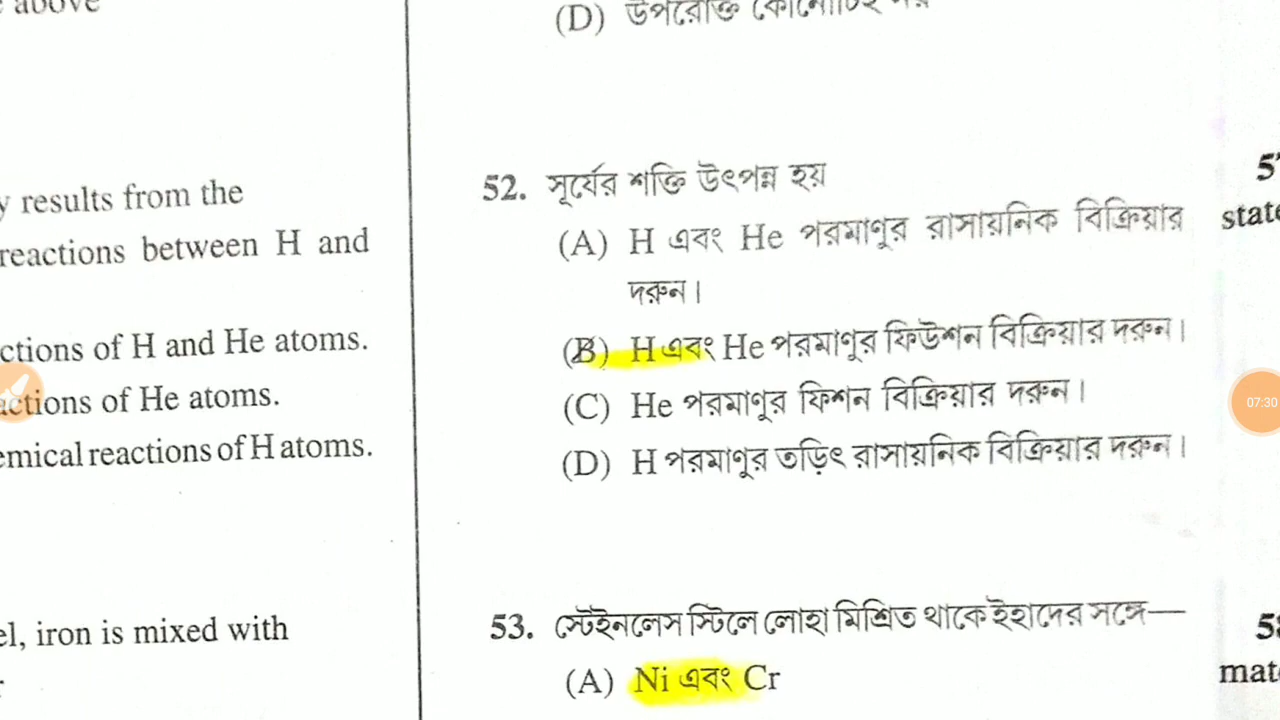 above
(D) উপরোক্ত কোনোটিই নয়
y results from the
reactions between H and
ctions of H and He atoms.
actions of He atoms.
emical reactions of H atoms.
el, iron is mixed with
52. সূর্যের শক্তি উৎপন্ন হয়
(A) H এবং He পরমাণুর রাসায়নিক বিক্রিয়ার
দরুন।
(B) H এবং He পরমাণুর ফিউশন বিক্রিয়ার দরুন।
(C) He পরমাণুর ফিশন বিক্রিয়ার দরুন।
(D) H পরমাণুর তড়িৎ রাসায়নিক বিক্রিয়ার দরুন।
53. স্টেইনলেস স্টিলে লোহা মিশ্রিত থাকে ইহাদের সঙ্গে—
(A) Ni এবং Cr
state
07:30
mate